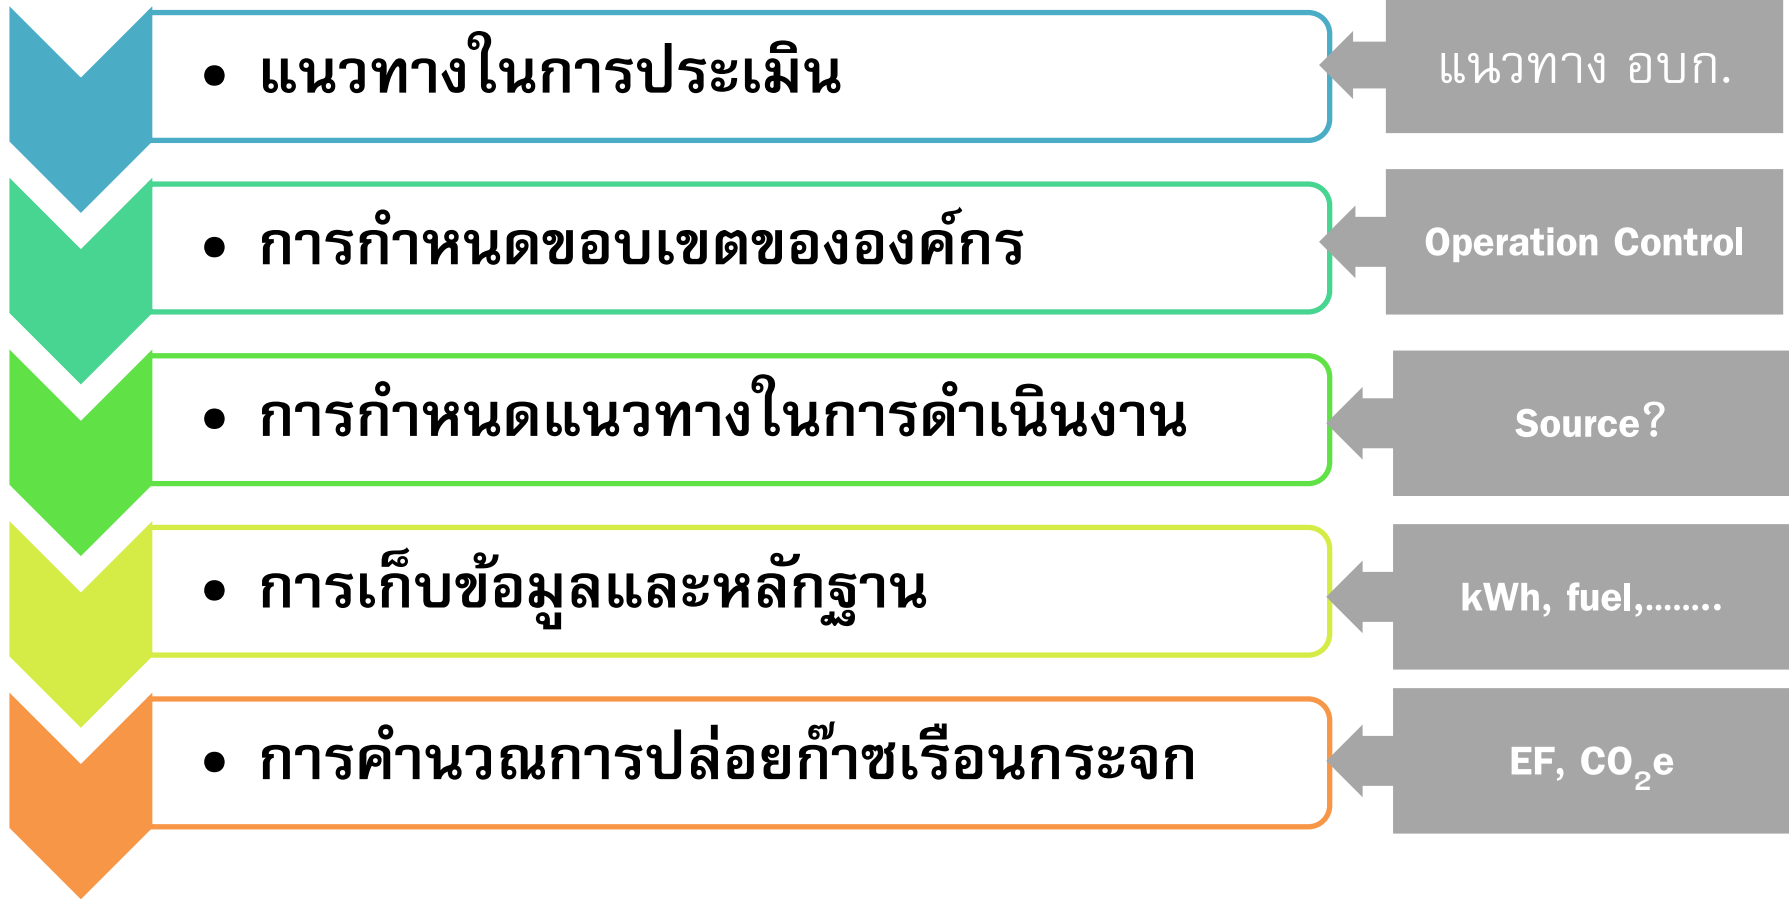 • แนวทางในการประเมิน
แนวทาง อบก.
• การกำหนดขอบเขตขององค์กร
Operation Control
• การกำหนดแนวทางในการดำเนินงาน
Source?
• การเก็บข้อมูลและหลักฐาน
kWh, fuel,........
• การคำนวณการปล่อยก๊าซเรือนกระจก
EF, CO₂e